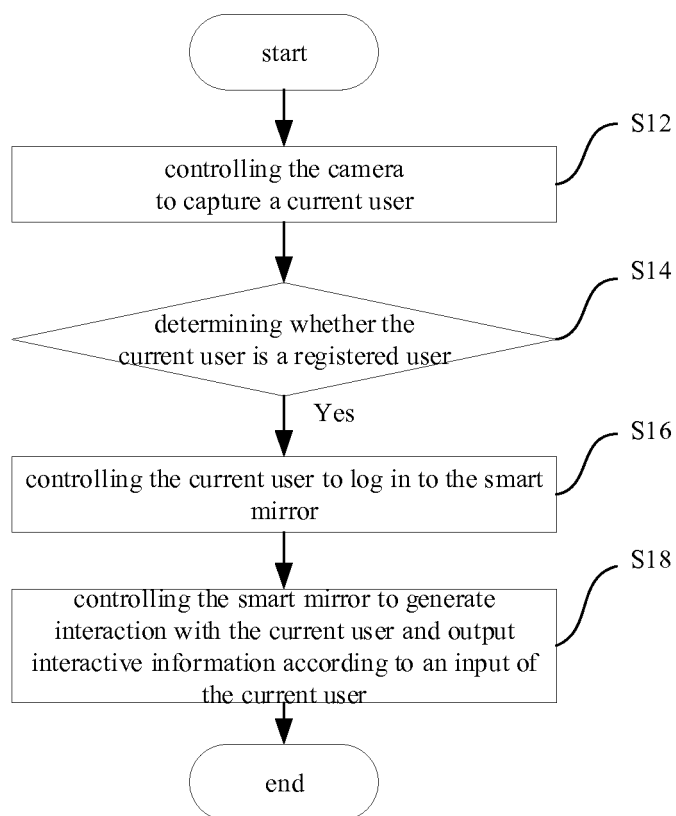 start
S12
controlling the camera
to capture a current user
S14
determining whether the
current user is a registered user
Yes
S16
controlling the current user to log in to the smart
mirror
S18
controlling the smart mirror to generate
interaction with the current user and output
interactive information according to an input of
the current user
end